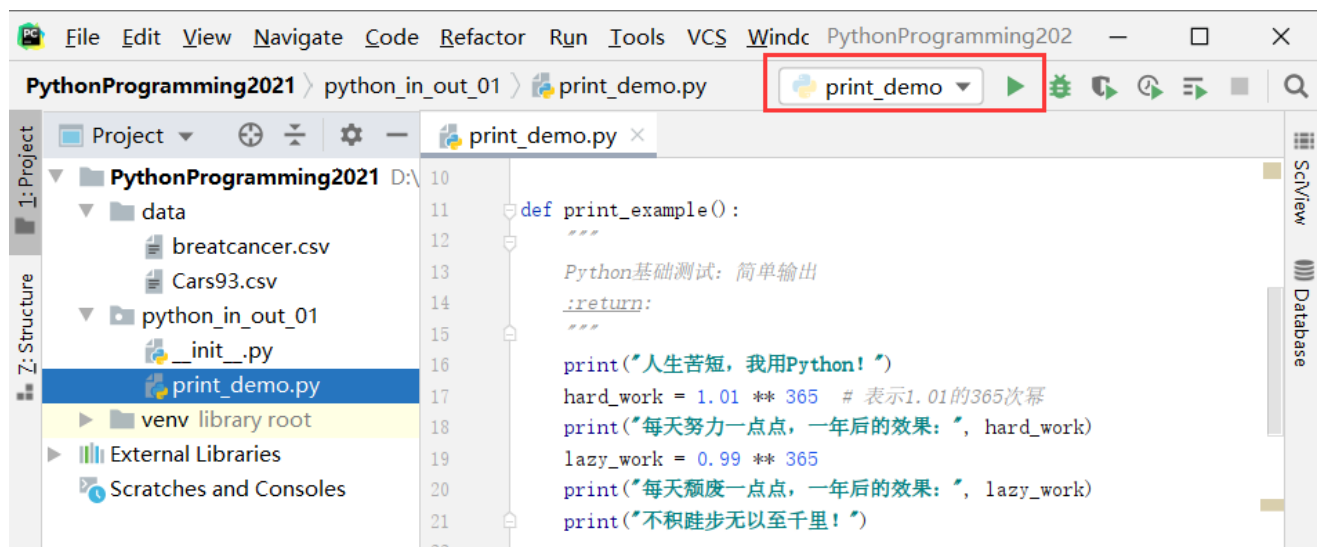 PC File Edit View Navigate Code Refactor Run Tools VCS Windc PythonProgramming202
PythonProgramming2021 〉 python_in_out_01 〉 print_demo.py print_demo
Project print_demo.py ×
1: Project
Z: Structure
PythonProgramming2021 D:\
data
breatcancer.csv
Cars93.csv
python_in_out_01
__init__.py
print_demo.py
venv library root
External Libraries
Scratches and Consoles
10
11 def print_example():
12 """
13 Python基础测试：简单输出
14 :return:
15 """
16 print("人生苦短，我用Python！")
17 hard_work = 1.01 ** 365 # 表示1.01的365次幂
18 print("每天努力一点点，一年后的效果：", hard_work)
19 lazy_work = 0.99 ** 365
20 print("每天颓废一点点，一年后的效果：", lazy_work)
21 print("不积跬步无以至千里！")
SciView
Database